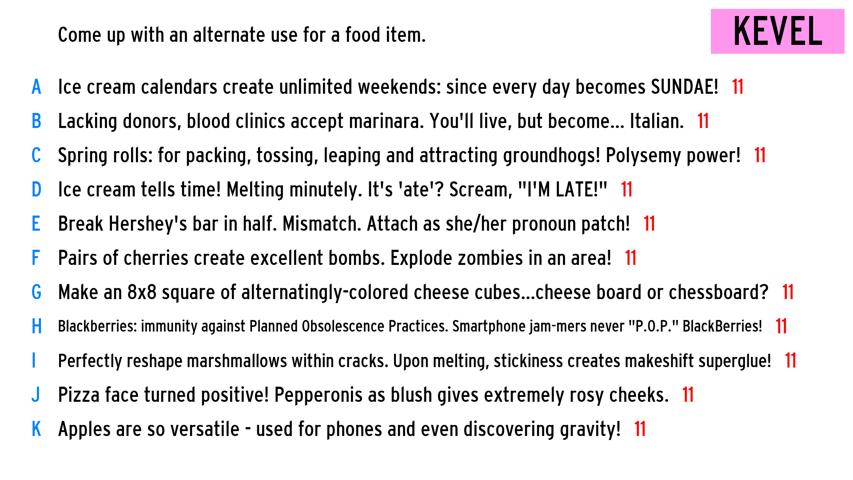 Come up with an alternate use for a food item.
KEVEL
A Ice cream calendars create unlimited weekends: since every day becomes SUNDAE! 11
B Lacking donors, blood clinics accept marinara. You'll live, but become... Italian. 11
C Spring rolls: for packing, tossing, leaping and attracting groundhogs! Polysemy power! 11
D Ice cream tells time! Melting minutely. It's 'ate'? Scream, "I'M LATE!" 11
E Break Hershey's bar in half. Mismatch. Attach as she/her pronoun patch! 11
F Pairs of cherries create excellent bombs. Explode zombies in an area! 11
G Make an 8x8 square of alternatingly-colored cheese cubes...cheese board or chessboard? 11
H Blackberries: immunity against Planned Obsolescence Practices. Smartphone jam-mers never "P.O.P." BlackBerries! 11
I Perfectly reshape marshmallows within cracks. Upon melting, stickiness creates makeshift superglue! 11
J Pizza face turned positive! Pepperonis as blush gives extremely rosy cheeks. 11
K Apples are so versatile - used for phones and even discovering gravity! 11